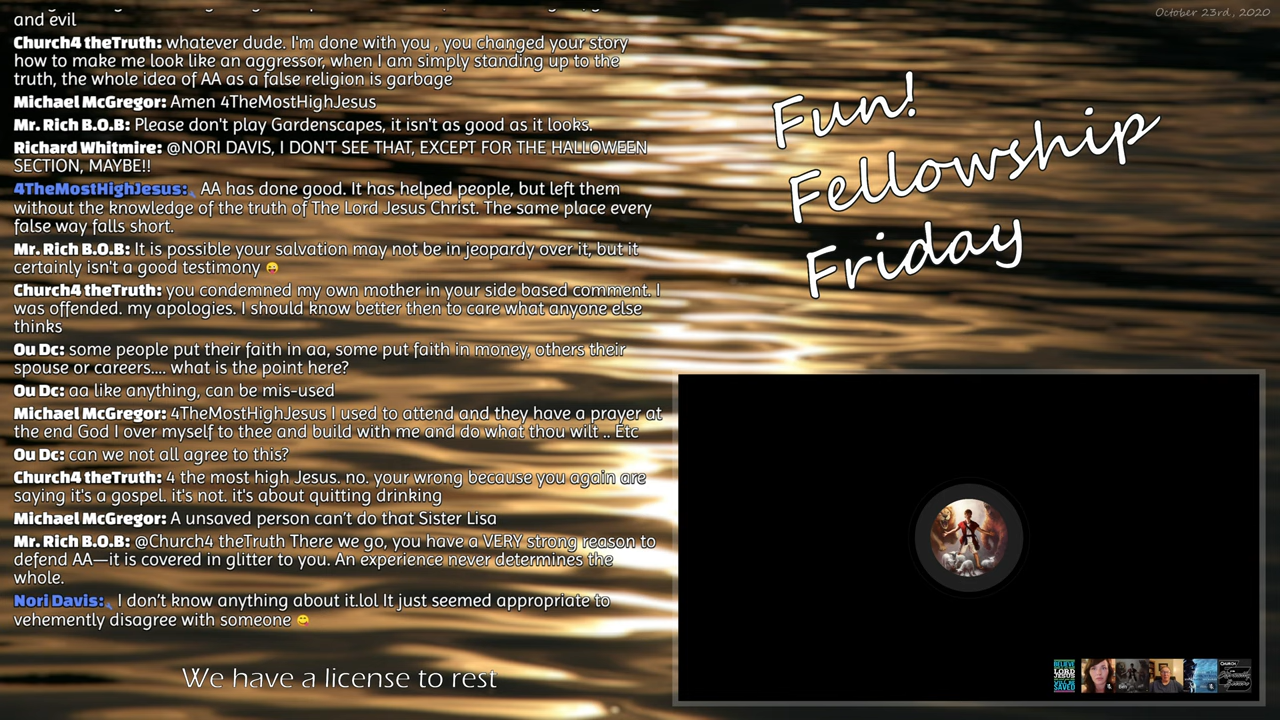 October 23rd, 2020
and evil
Church4 theTruth: whatever dude. I'm done with you , you changed your story
how to make me look like an aggressor, when I am simply standing up to the
truth, the whole idea of AA as a false religion is garbage
Michael McGregor: Amen 4TheMostHighJesus
Mr. Rich B.O.B: Please don't play Gardenscapes, it isn't as good as it looks.
Richard Whitmire: @NORI DAVIS, I DON'T SEE THAT, EXCEPT FOR THE HALLOWEEN
SECTION, MAYBE!!
4TheMostHighJesus: AA has done good. It has helped people, but left them
without the knowledge of the truth of The Lord Jesus Christ. The same place every
false way falls short.
Mr. Rich B.O.B: It is possible your salvation may not be in jeopardy over it, but it
certainly isn't a good testimony 😜
Church4 theTruth: you condemned my own mother in your side based comment. I
was offended. my apologies. I should know better then to care what anyone else
thinks
Ou Dc: some people put their faith in aa, some put faith in money, others their
spouse or careers.... what is the point here?
Ou Dc: aa like anything, can be mis-used
Michael McGregor: 4TheMostHighJesus I used to attend and they have a prayer at
the end God I over myself to thee and build with me and do what thou wilt .. Etc
Ou Dc: can we not all agree to this?
Church4 theTruth: 4 the most high Jesus. no. your wrong because you again are
saying it's a gospel. it's not. it's about quitting drinking
Michael McGregor: A unsaved person can't do that Sister Lisa
Mr. Rich B.O.B: @Church4 theTruth There we go, you have a VERY strong reason to
defend AA—it is covered in glitter to you. An experience never determines the
whole.
Nori Davis: I don't know anything about it.lol It just seemed appropriate to
vehemently disagree with someone 😋
We have a license to rest
Fun!
Fellowship
Friday
BELIEVE
LORD
JESUS
SAVED
CHURCH